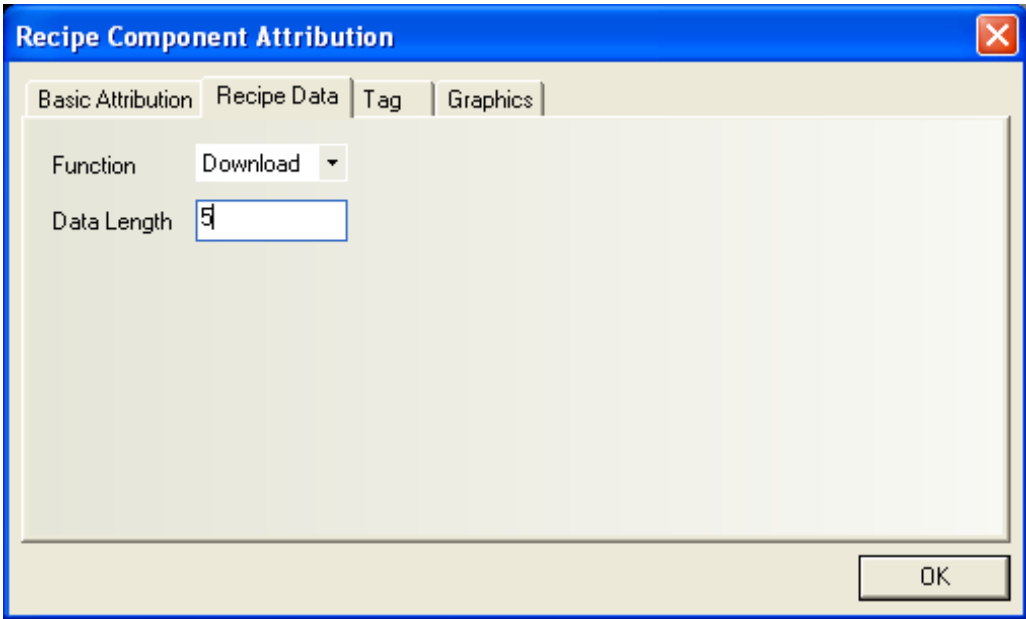 Recipe Component Attribution
Basic Attribution Recipe Data Tag Graphics
Function Download
Data Length 5
OK